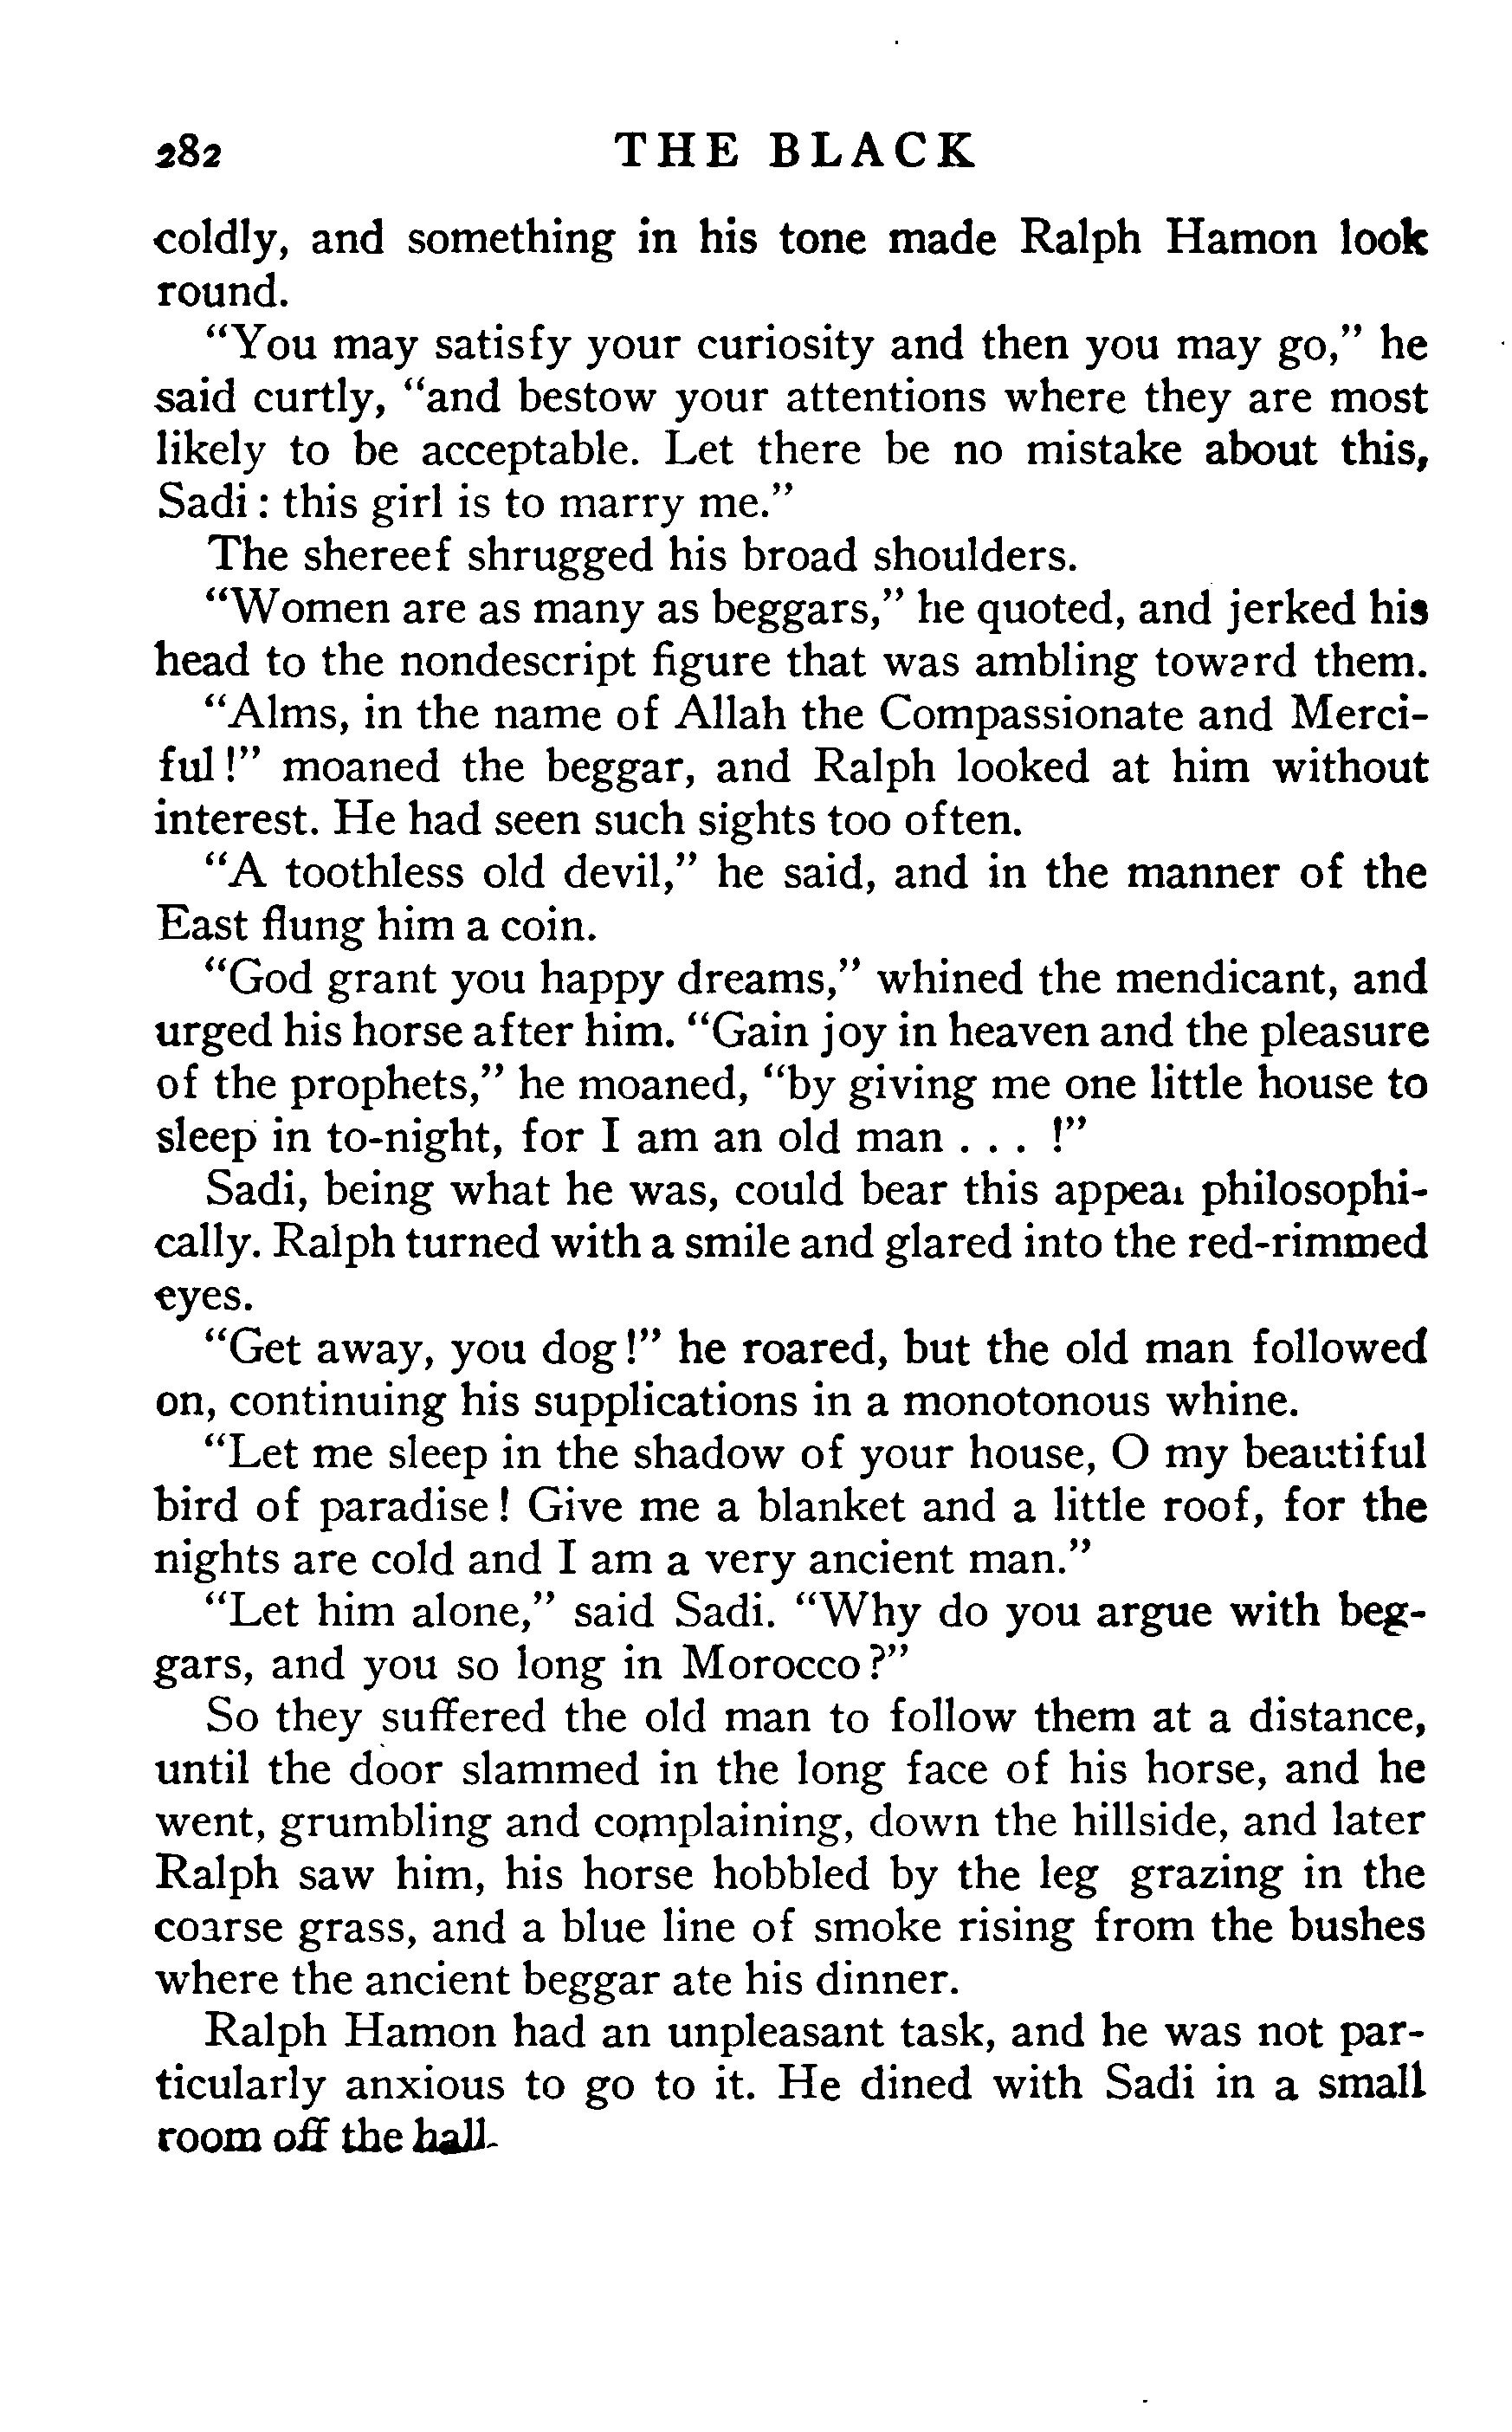 282 THE BLACK
coldly, and something in his tone made Ralph Hamon look
round.
"You may satisfy your curiosity and then you may go," he
said curtly, "and bestow your attentions where they are most
likely to be acceptable. Let there be no mistake about this,
Sadi: this girl is to marry me."
The shereef shrugged his broad shoulders.
"Women are as many as beggars," he quoted, and jerked his
head to the nondescript figure that was ambling toward them.
"Alms, in the name of Allah the Compassionate and Merci-
ful!" moaned the beggar, and Ralph looked at him without
interest. He had seen such sights too often.
"A toothless old devil," he said, and in the manner of the
East flung him a coin.
"God grant you happy dreams," whined the mendicant, and
urged his horse after him. "Gain joy in heaven and the pleasure
of the prophets," he moaned, "by giving me one little house to
sleep in to-night, for I am an old man . . . !"
Sadi, being what he was, could bear this appeal philosophi-
cally. Ralph turned with a smile and glared into the red-rimmed
eyes.
"Get away, you dog!" he roared, but the old man followed
on, continuing his supplications in a monotonous whine.
"Let me sleep in the shadow of your house, O my beautiful
bird of paradise! Give me a blanket and a little roof, for the
nights are cold and I am a very ancient man."
"Let him alone," said Sadi. "Why do you argue with beg-
gars, and you so long in Morocco?"
So they suffered the old man to follow them at a distance,
until the door slammed in the long face of his horse, and he
went, grumbling and complaining, down the hillside, and later
Ralph saw him, his horse hobbled by the leg grazing in the
coarse grass, and a blue line of smoke rising from the bushes
where the ancient beggar ate his dinner.
Ralph Hamon had an unpleasant task, and he was not par-
ticularly anxious to go to it. He dined with Sadi in a small
room off the hall.